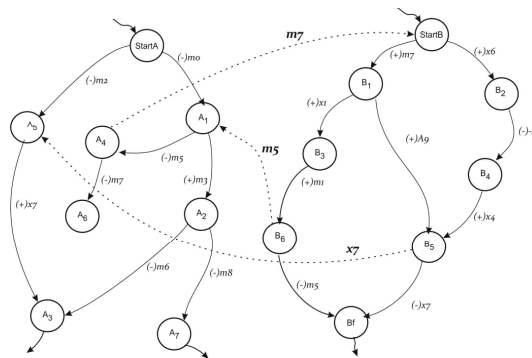 StartA
StartB
m7
(-)m2
(-)m0
(+)m7
(+)x6
B1
B2
A5
A4
A1
(+)x1
(-)m5
m5
B3
(+)A9
(-)m7
(+)m3
(+)m1
B4
(+)x7
A6
A2
B6
x7
(+)x4
B5
(-)m6
(-)m8
(-)m5
(-)x7
A3
A7
Bf